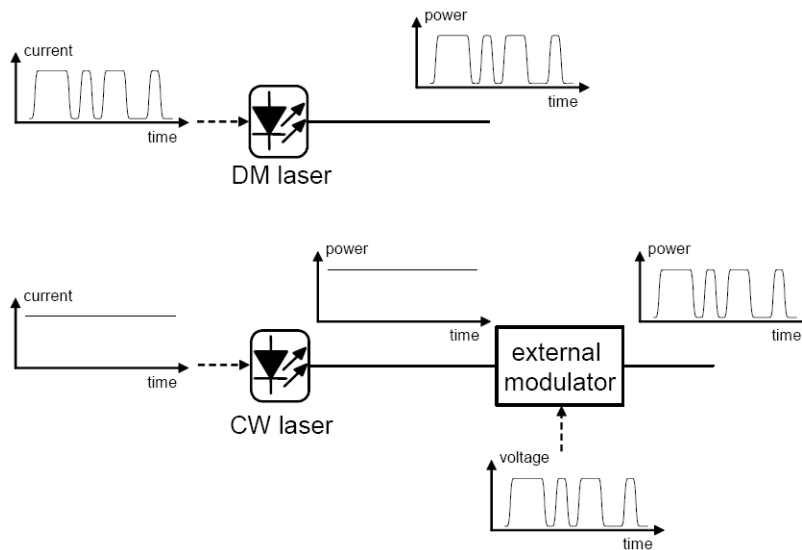 current
time
DM laser
power
time
current
time
CW laser
power
time
external
modulator
voltage
time
power
time